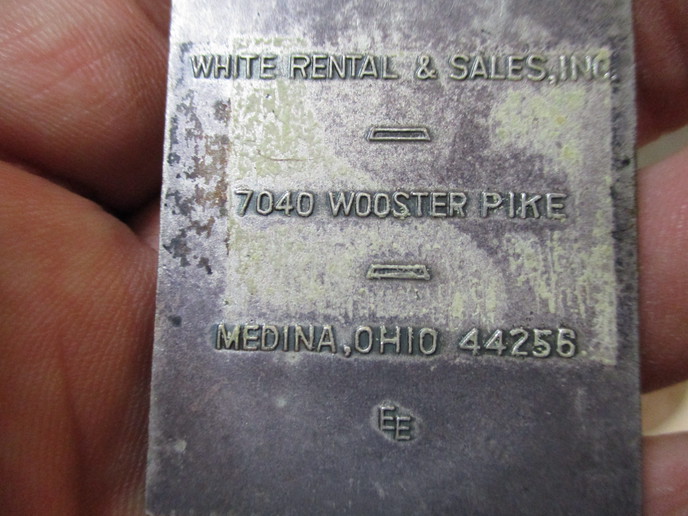 WHITE RENTAL & SALES, INC.
7040 WOOSTER PIKE
MEDINA, OHIO 44256
EE